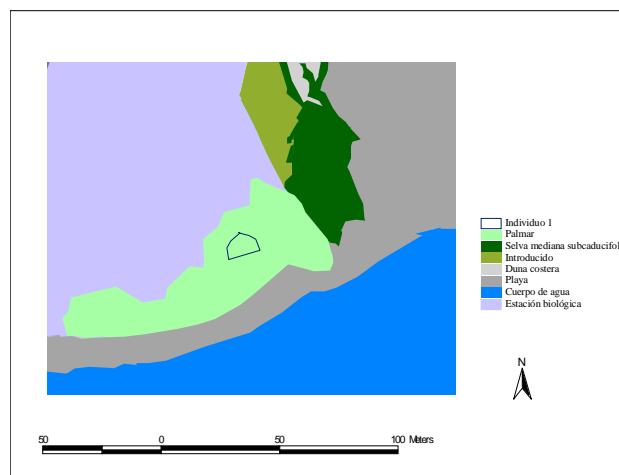 Individuo 1
Palmar
Selva mediana subcaducifol
Introducido
Duna costera
Playa
Cuerpo de agua
Estación biológica
N
50 0 50 100 Meters